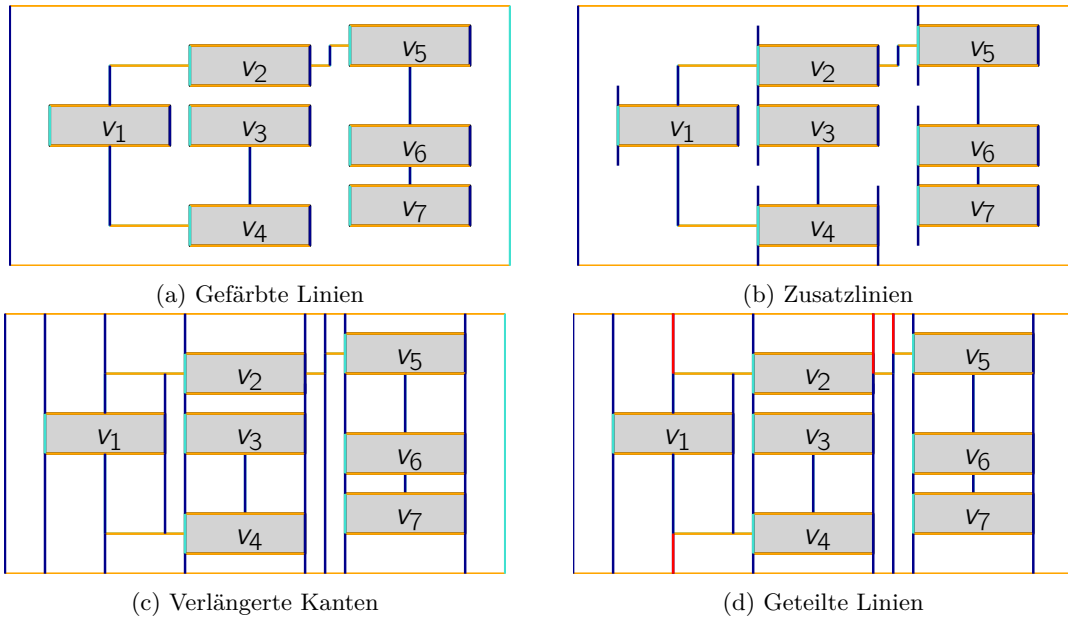 v5
v2
v1 v3
v6
v7
v4
v5
v2
v1 v3
v6
v7
v4
(a) Gefärbte Linien
(b) Zusatzlinien
v5
v2
v1 v3
v6
v7
v4
v5
v2
v1 v3
v6
v7
v4
(c) Verlängerte Kanten
(d) Geteilte Linien